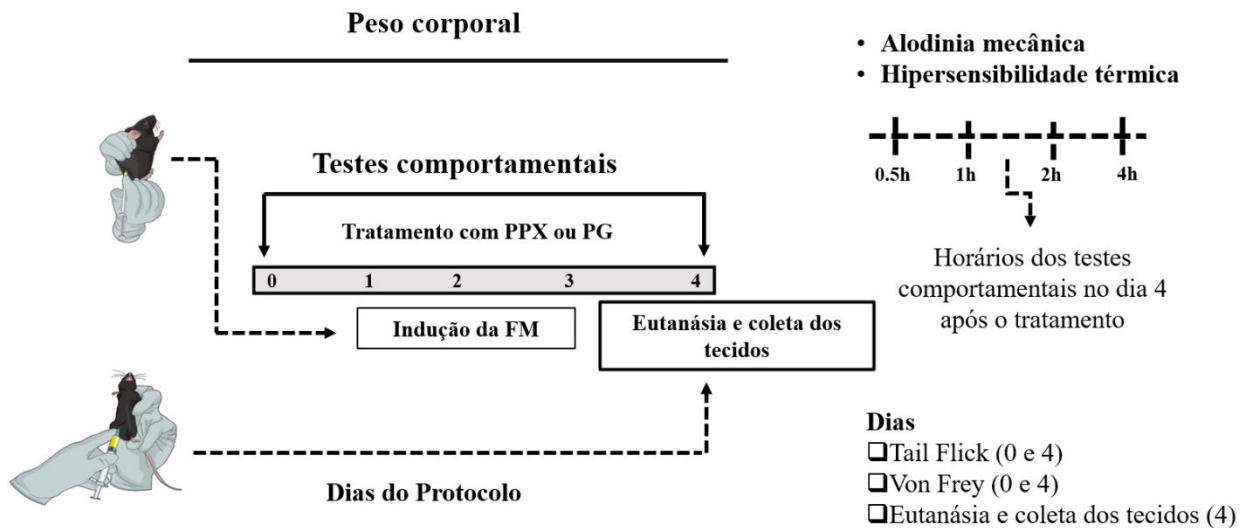 Peso corporal
• Alodinia mecânica
• Hipersensibilidade térmica
0.5h 1h 2h 4h
Horários dos testes
comportamentais no dia 4
após o tratamento
Testes comportamentais
Tratamento com PPX ou PG
0 1 2 3 4
Indução da FM
Eutanásia e coleta dos
tecidos
Dias do Protocolo
Dias
❑Tail Flick (0 e 4)
❑Von Frey (0 e 4)
❑Eutanásia e coleta dos tecidos (4)